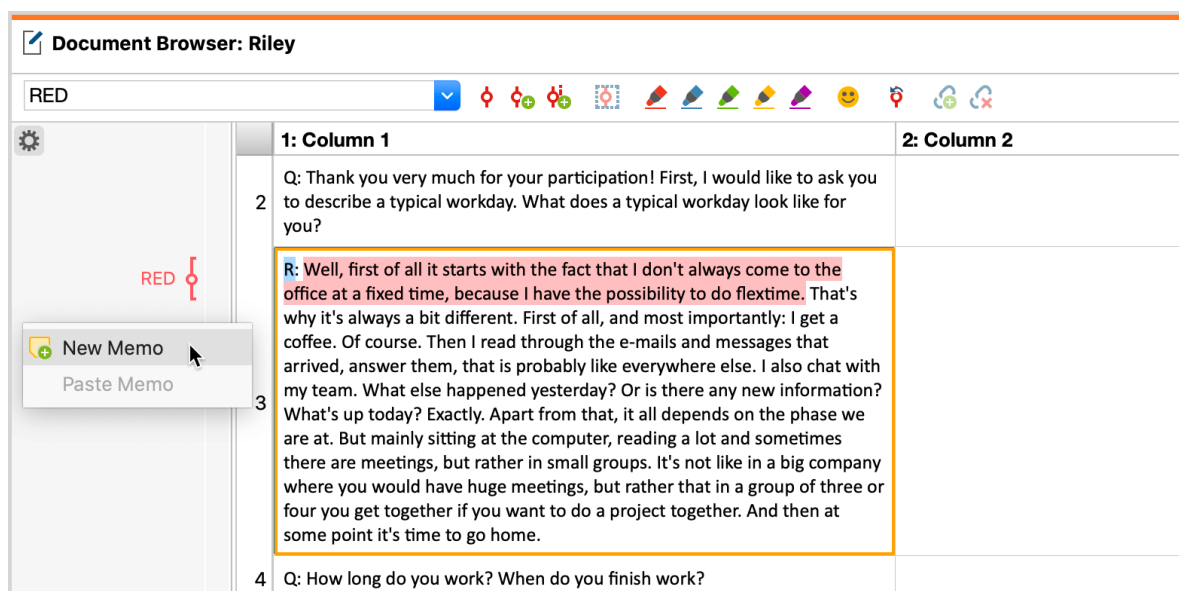 Document Browser: Riley
RED
1: Column 1
2: Column 2
2
Q: Thank you very much for your participation! First, I would like to ask you
to describe a typical workday. What does a typical workday look like for
you?
RED
New Memo
Paste Memo
3
R: Well, first of all it starts with the fact that I don't always come to the
office at a fixed time, because I have the possibility to do flextime. That's
why it's always a bit different. First of all, and most importantly: I get a
coffee. Of course. Then I read through the e-mails and messages that
arrived, answer them, that is probably like everywhere else. I also chat with
my team. What else happened yesterday? Or is there any new information?
What's up today? Exactly. Apart from that, it all depends on the phase we
are at. But mainly sitting at the computer, reading a lot and sometimes
there are meetings, but rather in small groups. It's not like in a big company
where you would have huge meetings, but rather that in a group of three or
four you get together if you want to do a project together. And then at
some point it's time to go home.
4
Q: How long do you work? When do you finish work?